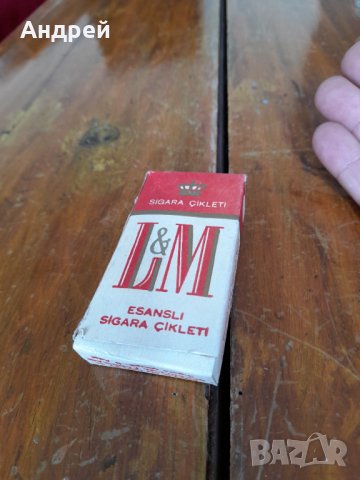 Андрей
SIGARA ÇIKLETI
L&M
ESANSLI
SIGARA ÇIKLETI
BAZAR